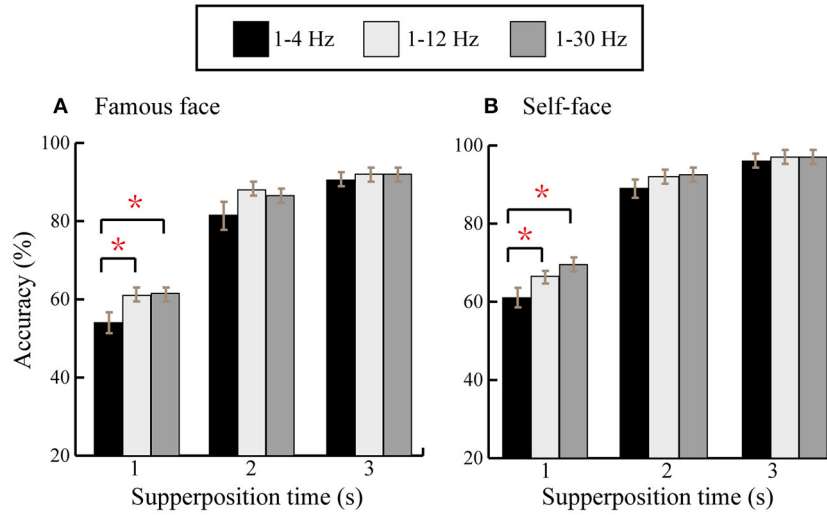 1-4 Hz 1-12 Hz 1-30 Hz
A Famous face
100
80
60
40
20
Accuracy (%)
* *
1 2 3
Supperposition time (s)
B Self-face
100
80
60
40
20
* *
1 2 3
Supperposition time (s)